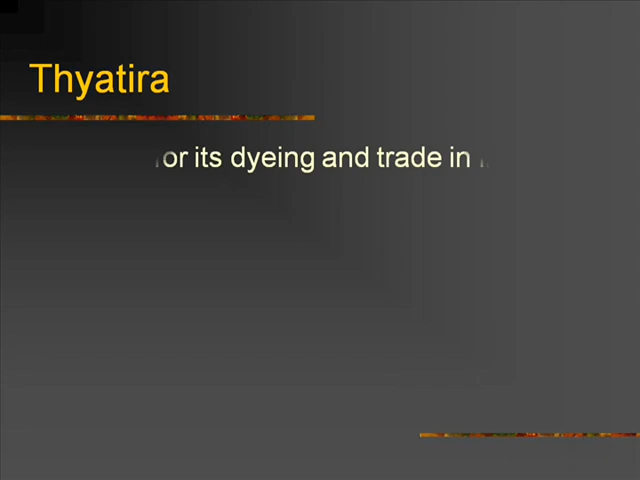 Thyatira
or its dyeing and trade in